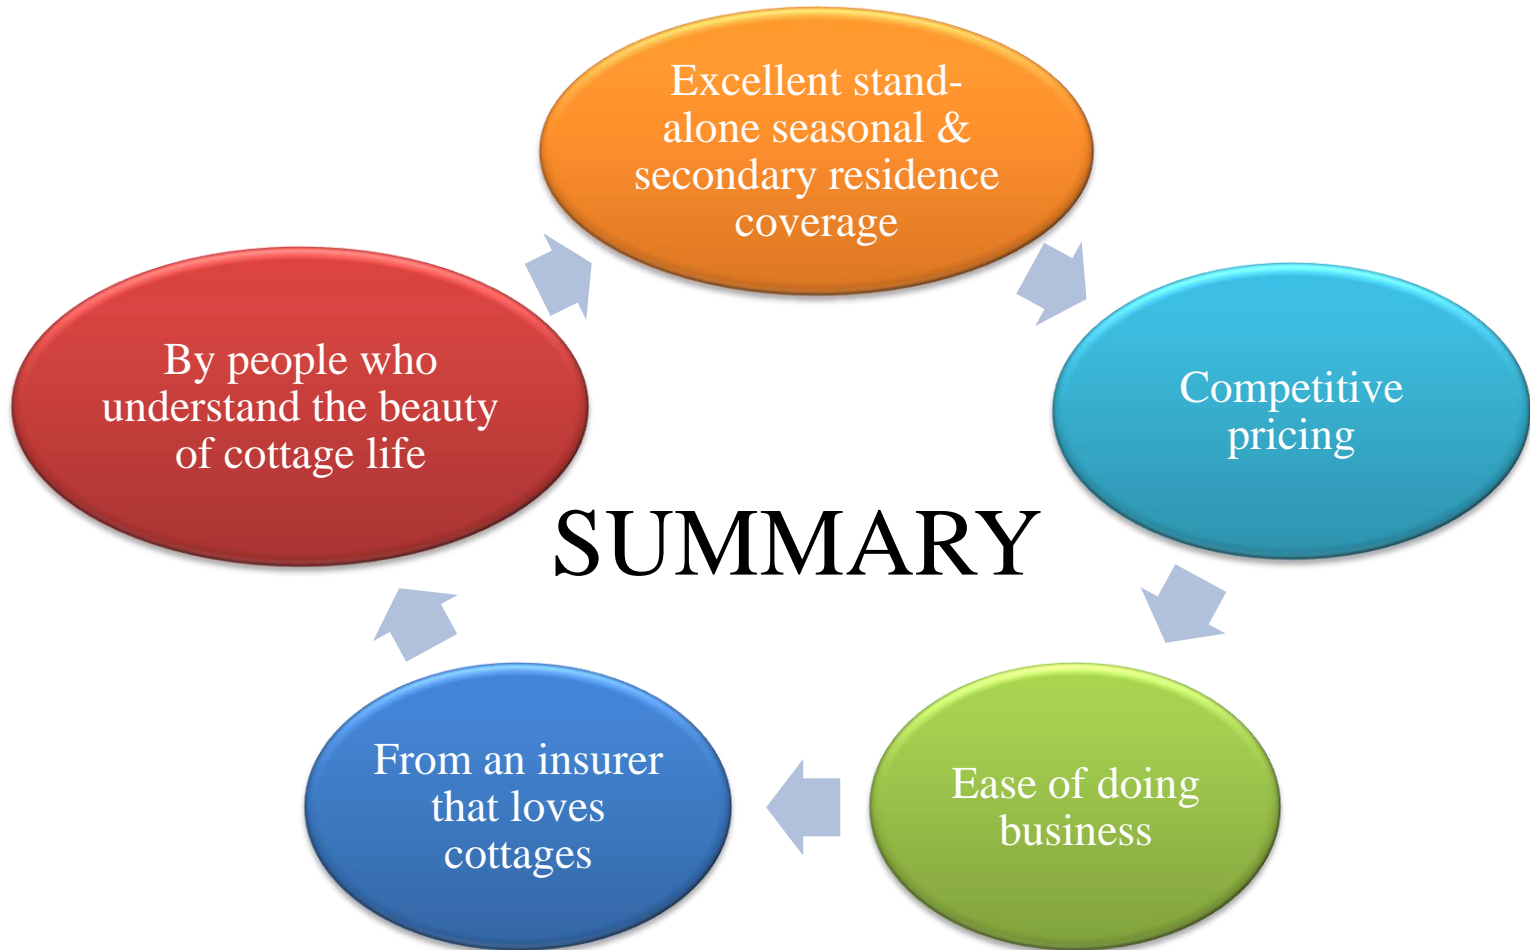 Excellent stand-
alone seasonal &
secondary residence
coverage
Competitive
pricing
Ease of doing
business
From an insurer
that loves
cottages
By people who
understand the beauty
of cottage life
SUMMARY